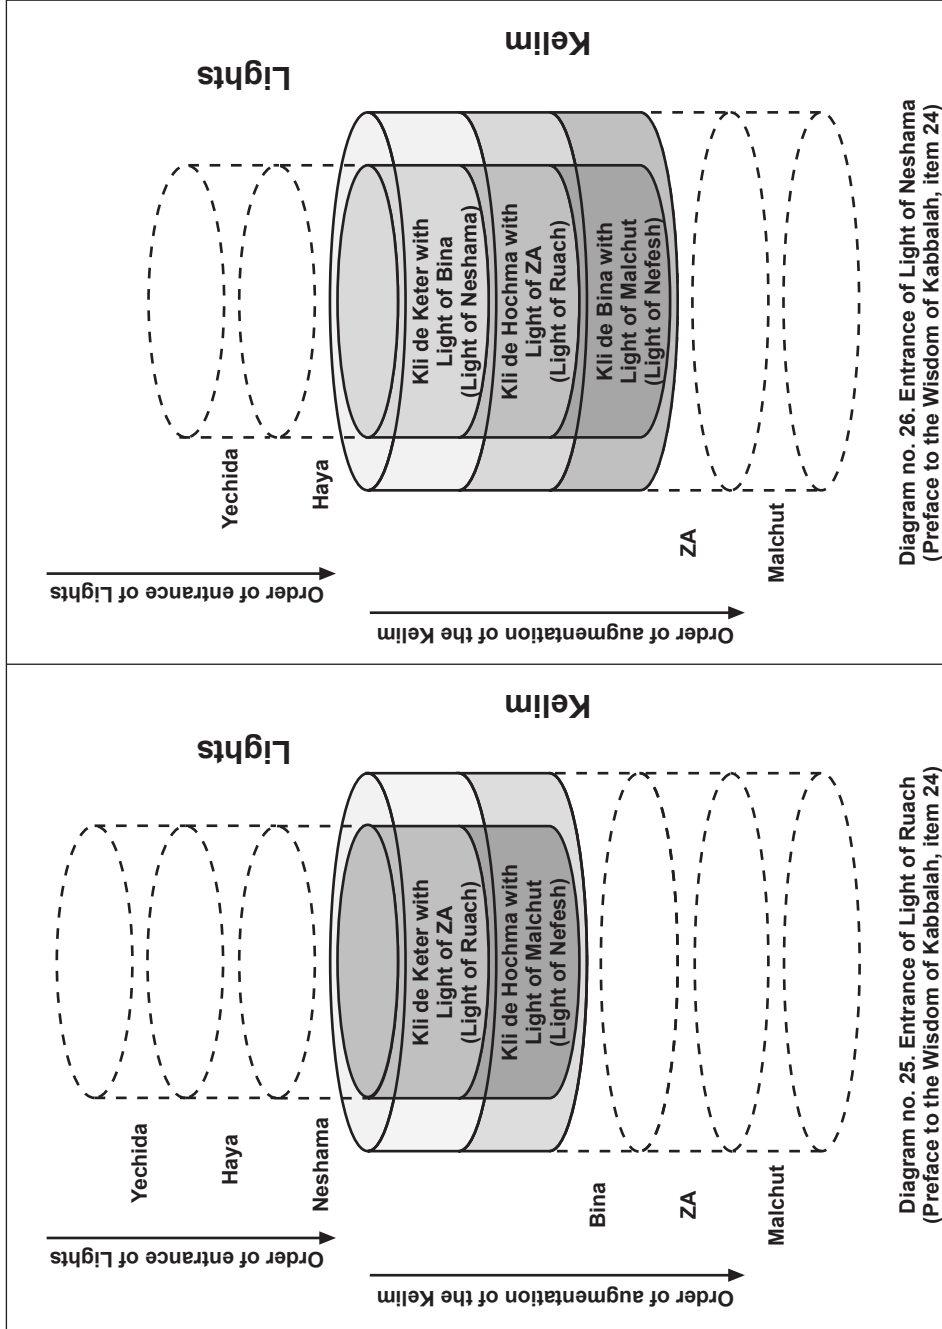 Kelim
Lights
Yechida
Haya
Kli de Keter with
Light of Bina
(Light of Neshama)
Kli de Hochma with
Light of ZA
(Light of Ruach)
Kli de Bina with
Light of Malchut
(Light of Nefesh)
ZA
Malchut
Order of entrance of Lights
Order of augmentation of the Kelim
Diagram no. 26. Entrance of Light of Neshama
(Preface to the Wisdom of Kabbalah, item 24)
Kelim
Lights
Yechida
Haya
Neshama
Kli de Keter with
Light of ZA
(Light of Ruach)
Kli de Hochma with
Light of Malchut
(Light of Nefesh)
Bina
ZA
Malchut
Order of entrance of Lights
Order of augmentation of the Kelim
Diagram no. 25. Entrance of Light of Ruach
(Preface to the Wisdom of Kabbalah, item 24)